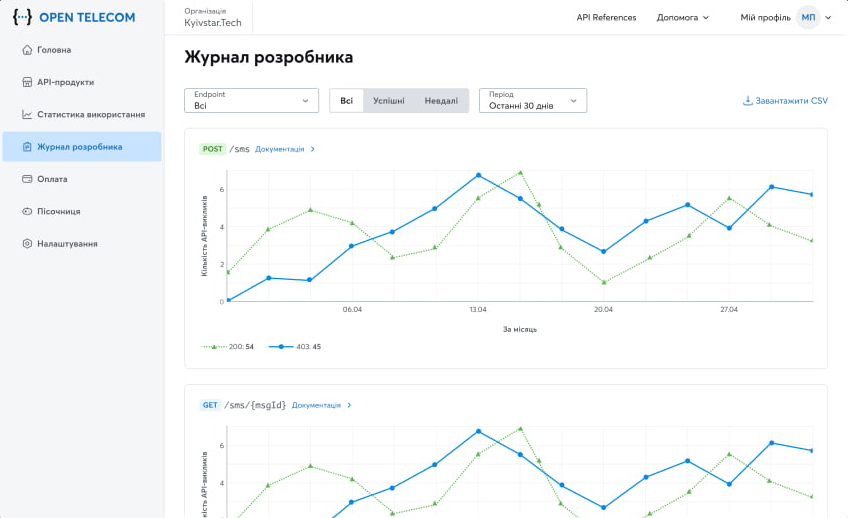 {···} OPEN TELECOM
Головна
API-продукти
Статистика використання
Журнал розробника
Оплата
Пісочниця
Налаштування
Організація
Kyivstar.Tech
API References
Допомога
Мій профіль
МП
Журнал розробника
Endpoint
Всі
Всі
Успішні
Невдалі
Період
Останні 30 днів
Завантажити CSV
POST /sms Документація
Кількість API-викликів
6
4
2
0
06.04
13.04
20.04
27.04
За місяць
200: 54
403: 45
GET /sms/{msgId} Документація
6
4
API-викликів